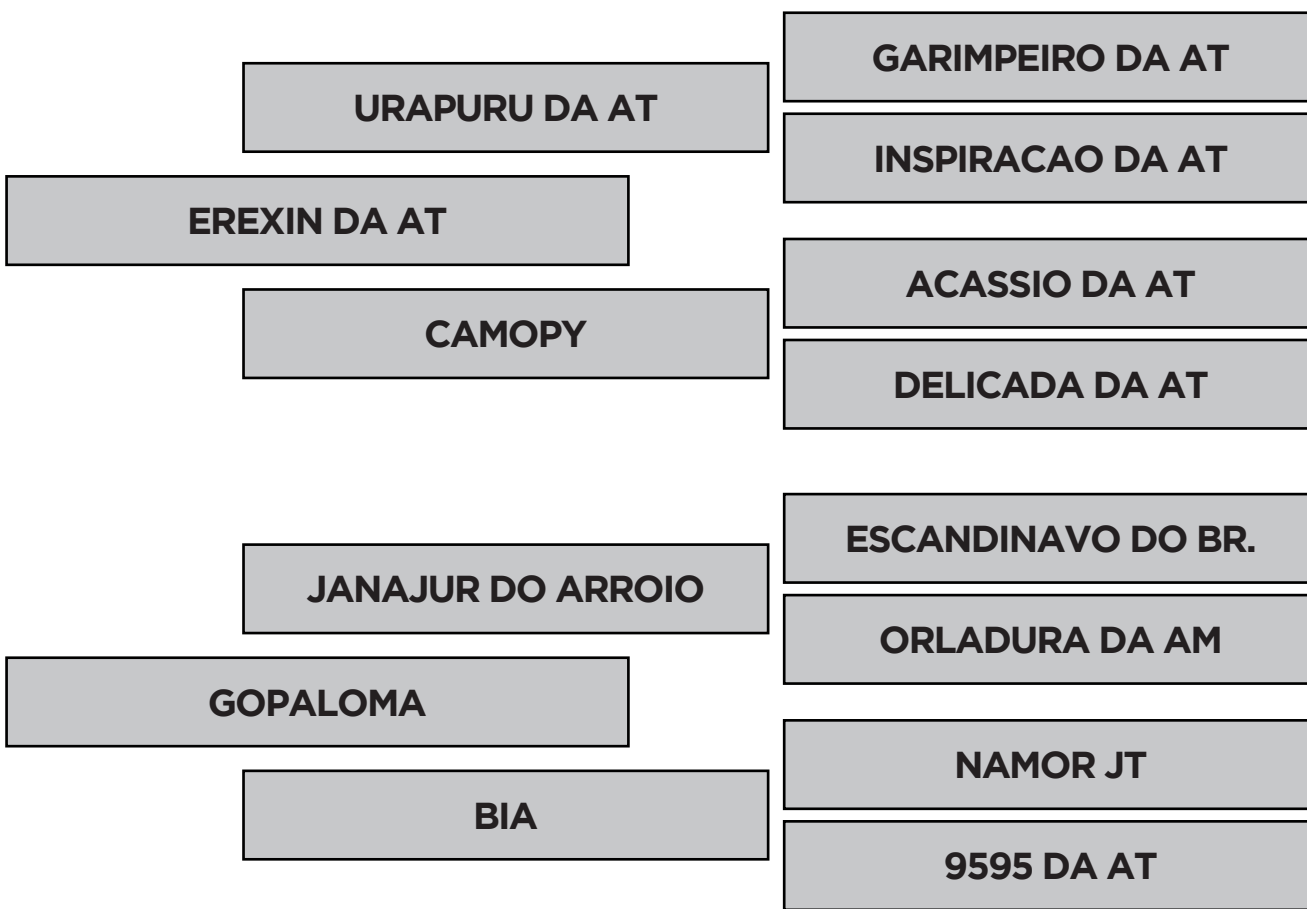 GARIMPEIRO DA AT
URAPURU DA AT
INSPIRACAO DA AT
EREXIN DA AT
ACASSIO DA AT
CAMOPY
DELICADA DA AT
ESCANDINAVO DO BR.
JANAJUR DO ARROIO
ORLADURA DA AM
GOPALOMA
NAMOR JT
BIA
9595 DA AT